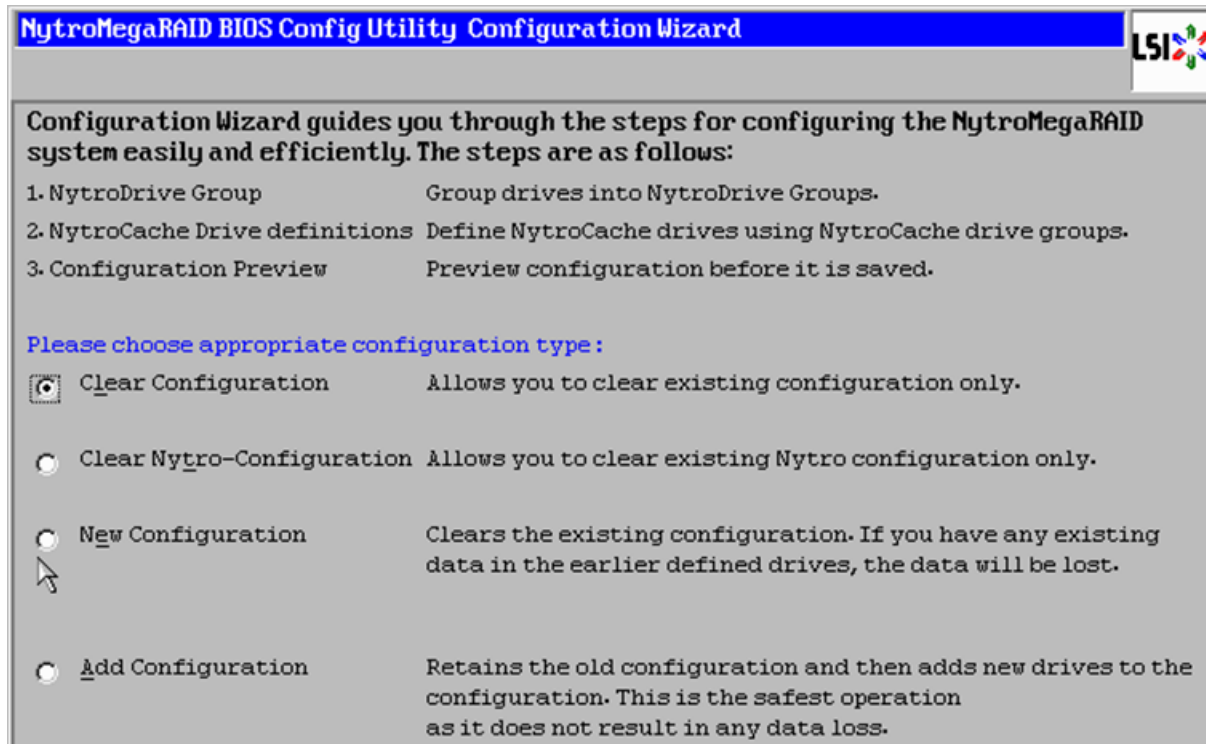 NytroMegaRAID BIOS Config Utility Configuration Wizard
LSI
Configuration Wizard guides you through the steps for configuring the NytroMegaRAID
system easily and efficiently. The steps are as follows:
1. NytroDrive Group Group drives into NytroDrive Groups.
2. NytroCache Drive definitions Define NytroCache drives using NytroCache drive groups.
3. Configuration Preview Preview configuration before it is saved.
Please choose appropriate configuration type:
Clear Configuration Allows you to clear existing configuration only.
Clear Nytro-Configuration Allows you to clear existing Nytro configuration only.
New Configuration Clears the existing configuration. If you have any existing
data in the earlier defined drives, the data will be lost.
Add Configuration Retains the old configuration and then adds new drives to the
configuration. This is the safest operation
as it does not result in any data loss.